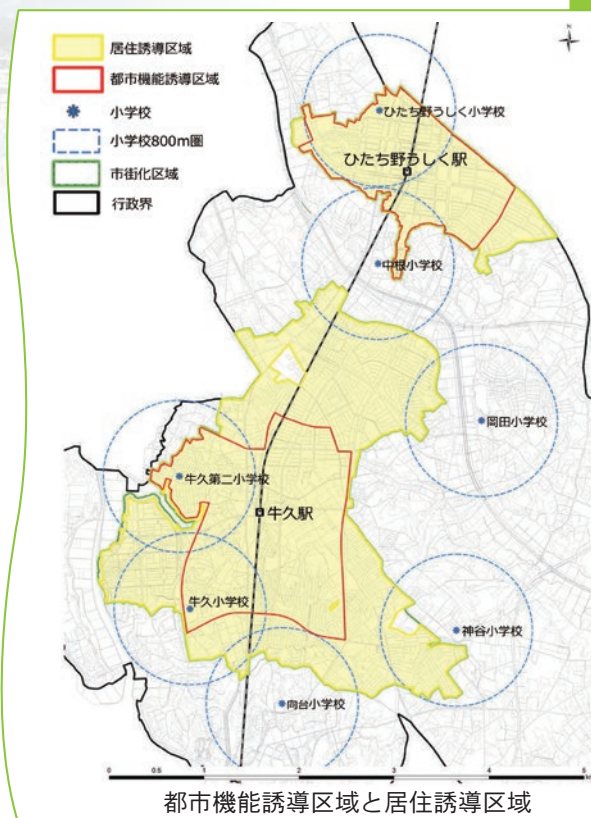 居住誘導区域
都市機能誘導区域
小学校
小学校800m圏
市街化区域
行政界
N
ひたち野うしく小学校
ひたち野うしく駅
中根小学校
岡田小学校
牛久第二小学校
牛久駅
牛久小学校
神谷小学校
向台小学校
0 0.5 1 2 3 4 5
都市機能誘導区域と居住誘導区域